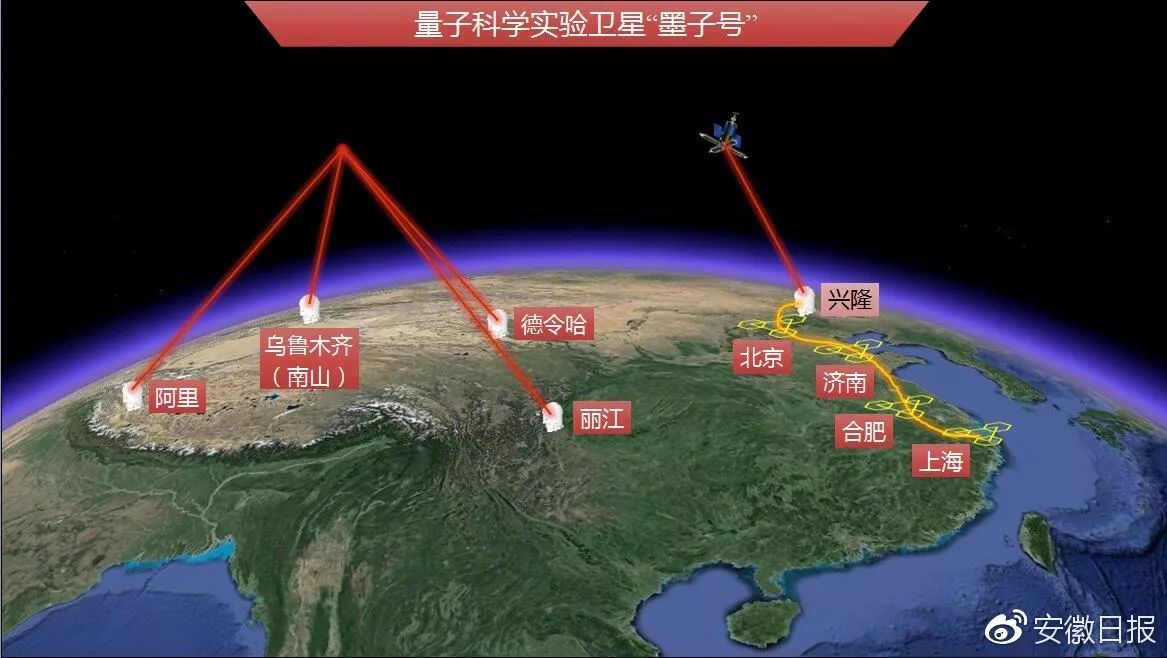 量子科学实验卫星“墨子号”
兴隆
德令哈
乌鲁木齐
（南山）
北京
济南
阿里
丽江
合肥
上海
安徽日报